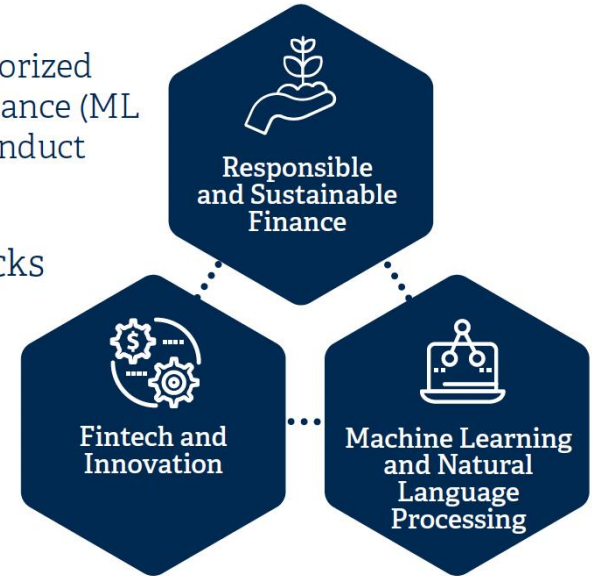 orized
ance (ML
nduct
cks
Responsible
and Sustainable
Finance
$
Fintech and
Innovation
Machine Learning
and Natural
Language
Processing